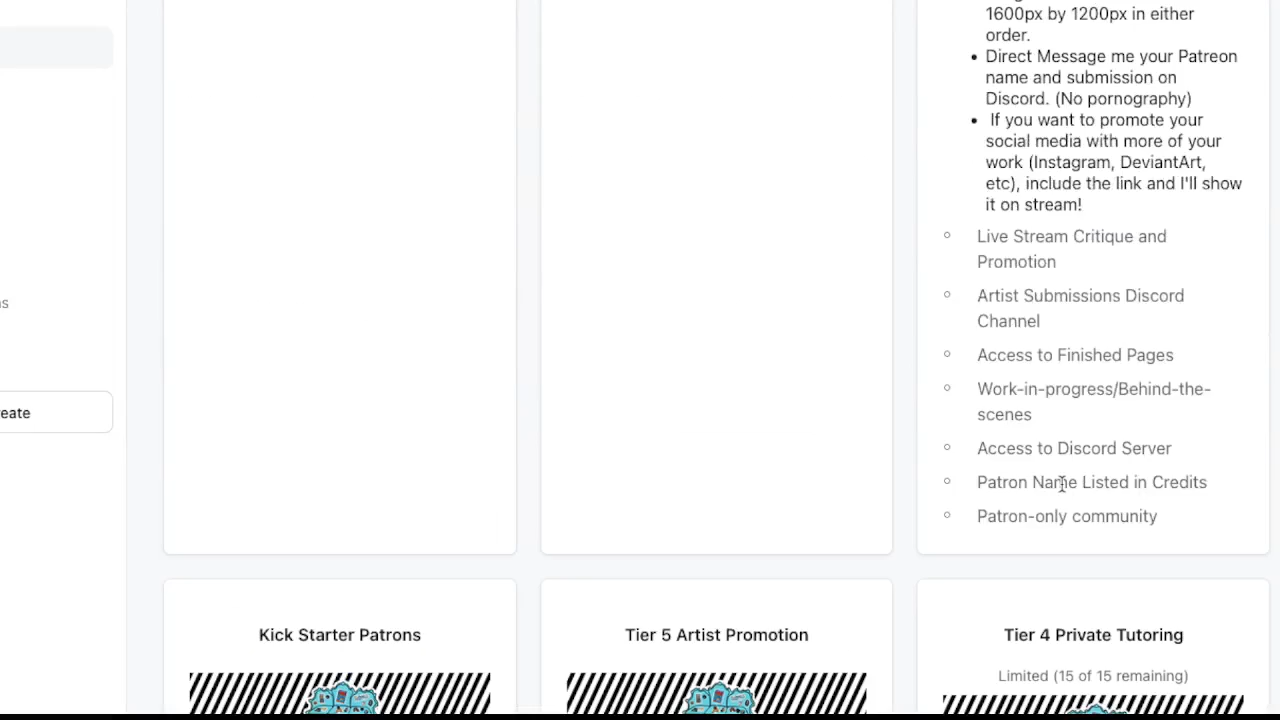 1600px by 1200px in either
order.
• Direct Message me your Patreon
name and submission on
Discord. (No pornography)
• If you want to promote your
social media with more of your
work (Instagram, DeviantArt,
etc), include the link and I'll show
it on stream!
Live Stream Critique and
Promotion
Artist Submissions Discord
Channel
Access to Finished Pages
Work-in-progress/Behind-the-
scenes
Access to Discord Server
Patron Name Listed in Credits
Patron-only community
eate
Kick Starter Patrons
Tier 5 Artist Promotion
Tier 4 Private Tutoring
Limited (15 of 15 remaining)